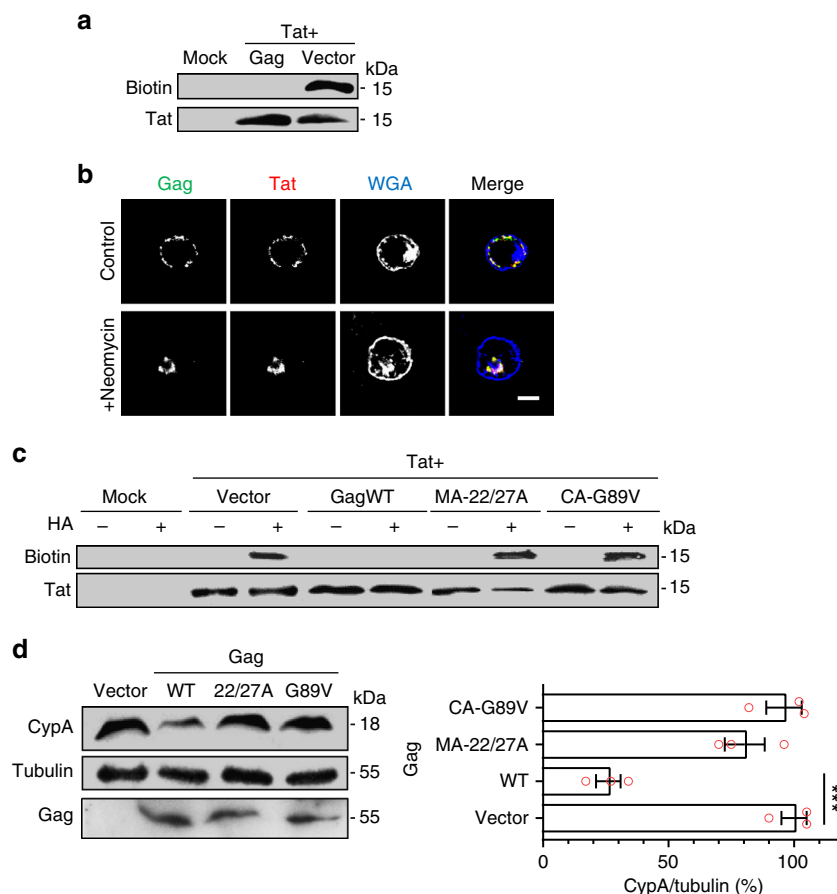 a
Tat+
Mock Gag Vector kDa
Biotin - 15
Tat - 15
b
Gag Tat WGA Merge
Control
+Neomycin
c
Tat+
Mock Vector GagWT MA-22/27A CA-G89V
HA – + – + – + – + – + kDa
Biotin - 15
Tat - 15
d
Gag
Vector WT 22/27A G89V kDa
CypA - 18
Tubulin - 55
Gag - 55
Gag
CA-G89V
MA-22/27A
WT
Vector
***
0 50 100
CypA/tubulin (%)